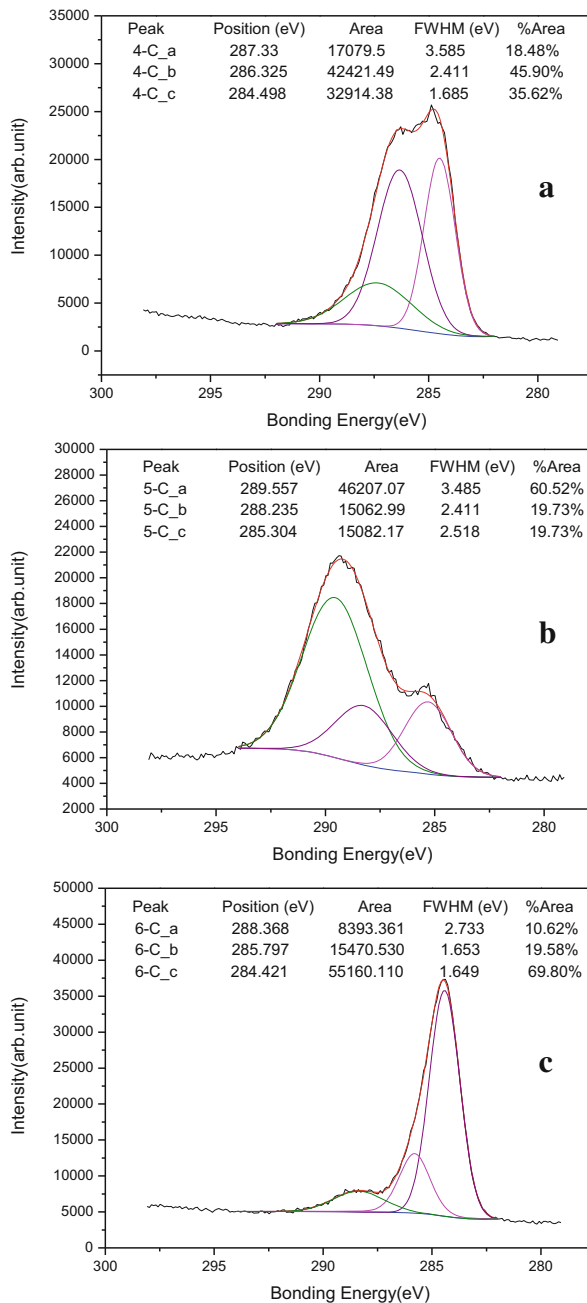 Peak Position (eV) Area FWHM (eV) %Area
4-C_a 287.33 17079.5 3.585 18.48%
4-C_b 286.325 42421.49 2.411 45.90%
4-C_c 284.498 32914.38 1.685 35.62%
35000
30000
25000
20000
15000
10000
5000
0
Intensity(arb.unit)
a
300 295 290 285 280
Bonding Energy(eV)
Peak Position (eV) Area FWHM (eV) %Area
5-C_a 289.557 46207.07 3.485 60.52%
5-C_b 288.235 15062.99 2.411 19.73%
5-C_c 285.304 15082.17 2.518 19.73%
30000
28000
26000
24000
22000
20000
18000
16000
14000
12000
10000
8000
6000
4000
2000
Intensity(arb.unit)
b
300 295 290 285 280
Bonding Energy(eV)
Peak Position (eV) Area FWHM (eV) %Area
6-C_a 288.368 8393.361 2.733 10.62%
6-C_b 285.797 15470.530 1.653 19.58%
6-C_c 284.421 55160.110 1.649 69.80%
50000
45000
40000
35000
30000
25000
20000
15000
10000
5000
0
Intensity(arb.unit)
c
300 295 290 285 280
Bonding Energy(eV)